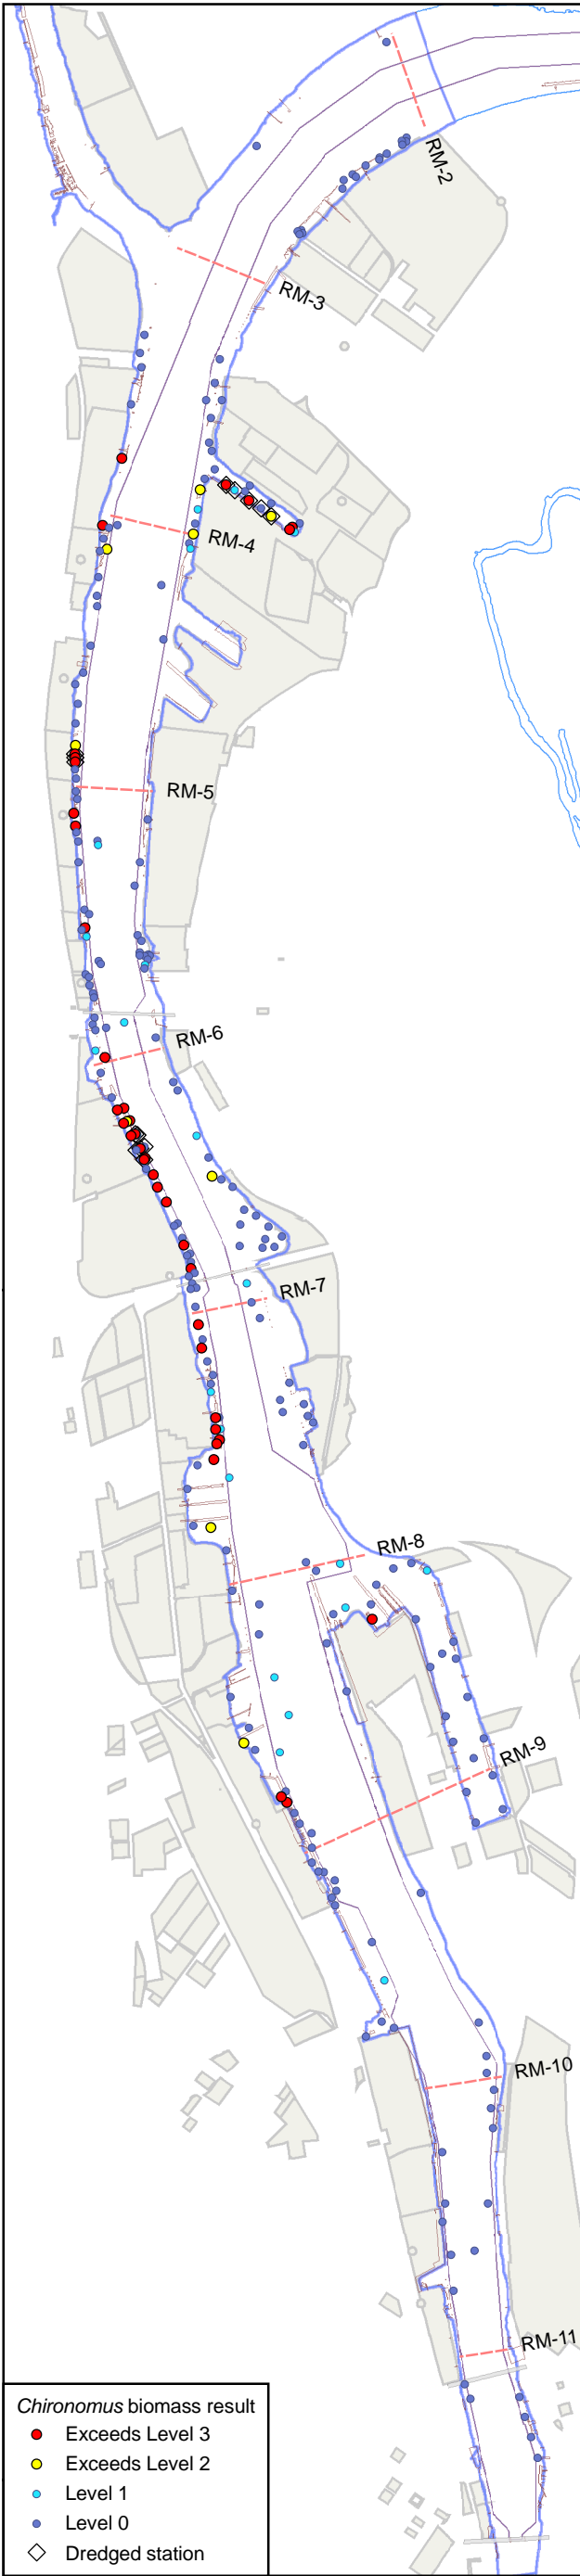 RM-2
RM-3
RM-4
RM-5
RM-6
RM-7
RM-8
RM-9
RM-10
RM-11
Chironomus biomass result
Exceeds Level 3
Exceeds Level 2
Level 1
Level 0
Dredged station